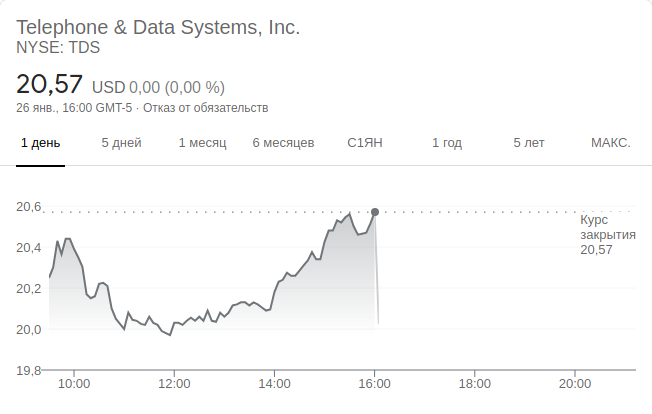 Telephone & Data Systems, Inc.
NYSE: TDS
20,57 USD 0,00 (0,00 %)
26 янв., 16:00 GMT-5 · Отказ от обязательств
1 день 5 дней 1 месяц 6 месяцев С1ЯН 1 год 5 лет МАКС.
20,6
Курс
закрытия
20,57
20,4
20,2
20,0
19,8
10:00 12:00 14:00 16:00 18:00 20:00